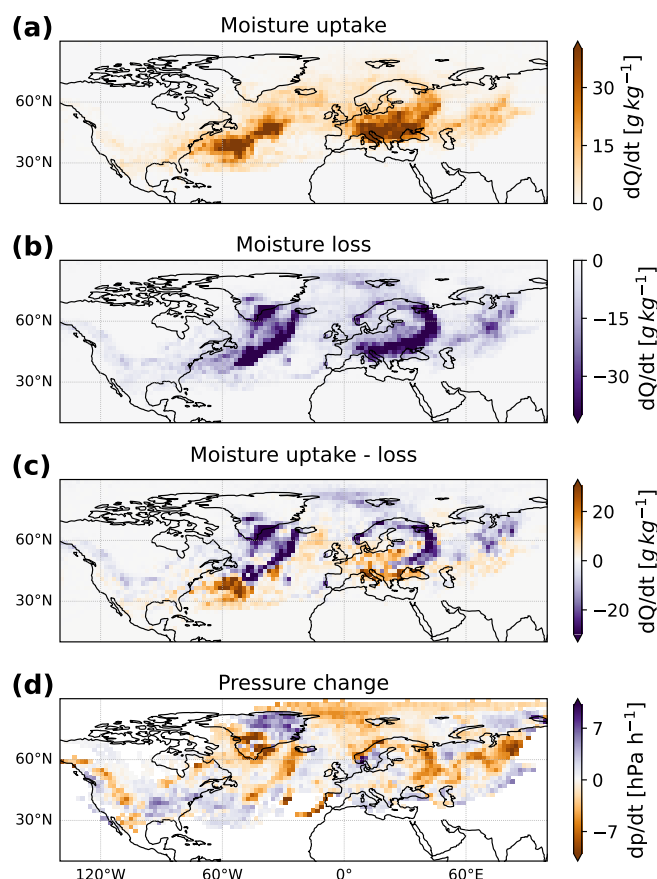 (a) Moisture uptake
60°N
30°N
30
15
0
dQ/dt [g kg⁻¹]
(b) Moisture loss
60°N
30°N
0
−15
−30
dQ/dt [g kg⁻¹]
(c) Moisture uptake - loss
60°N
30°N
20
0
−20
dQ/dt [g kg⁻¹]
(d) Pressure change
60°N
30°N
120°W 60°W 0° 60°E
7
0
−7
dp/dt [hPa h⁻¹]